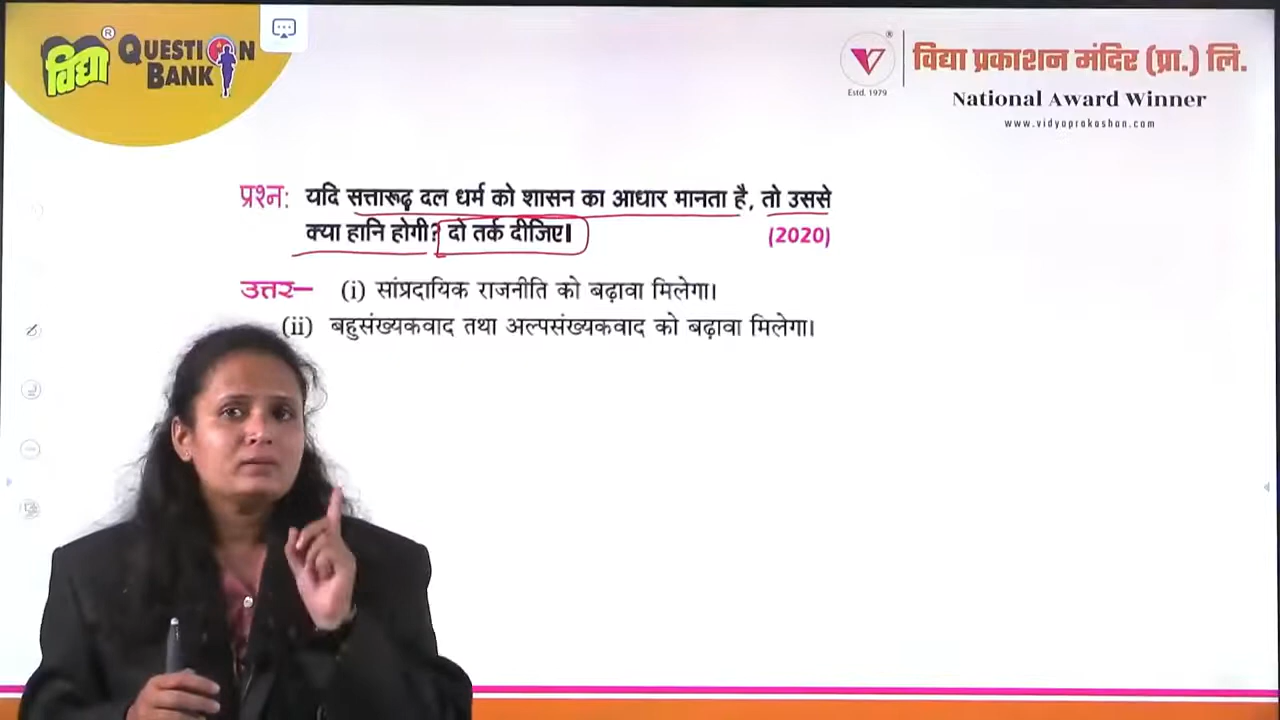 विद्या ®
QUESTION
BANK
®
Estd. 1979
विद्या प्रकाशन मंदिर (प्रा.) लि.
National Award Winner
www.vidyaprakashan.com
प्रश्न: यदि सत्तारूढ़ दल धर्म को शासन का आधार मानता है, तो उससे
क्या हानि होगी? दो तर्क दीजिए। (2020)
उत्तर– (i) सांप्रदायिक राजनीति को बढ़ावा मिलेगा।
(ii) बहुसंख्यकवाद तथा अल्पसंख्यकवाद को बढ़ावा मिलेगा।